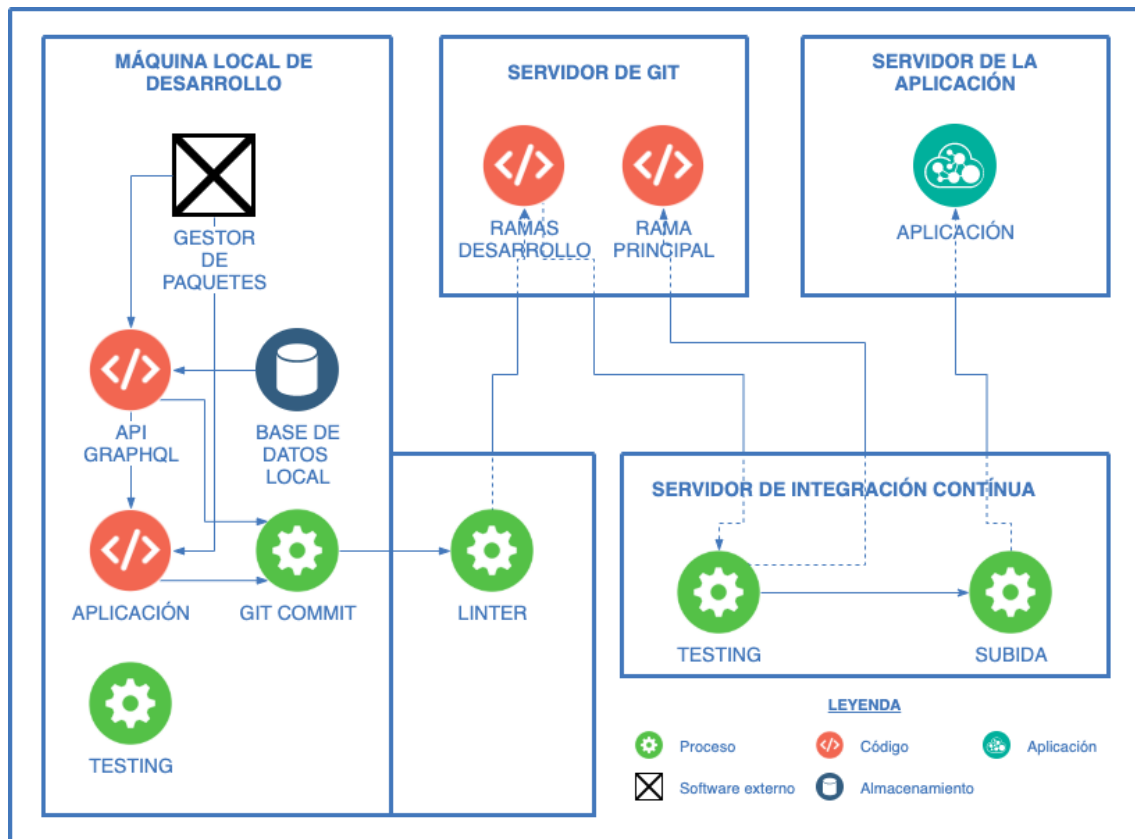 MÁQUINA LOCAL DE
DESARROLLO
GESTOR
DE
PAQUETES
API
GRAPHQL
BASE DE
DATOS
LOCAL
APLICACIÓN
GIT COMMIT
LINTER
TESTING
SERVIDOR DE GIT
RAMAS
DESARROLLO
RAMA
PRINCIPAL
SERVIDOR DE LA
APLICACIÓN
APLICACIÓN
SERVIDOR DE INTEGRACIÓN CONTÍNUA
TESTING
SUBIDA
LEYENDA
Proceso
Código
Aplicación
Software externo
Almacenamiento